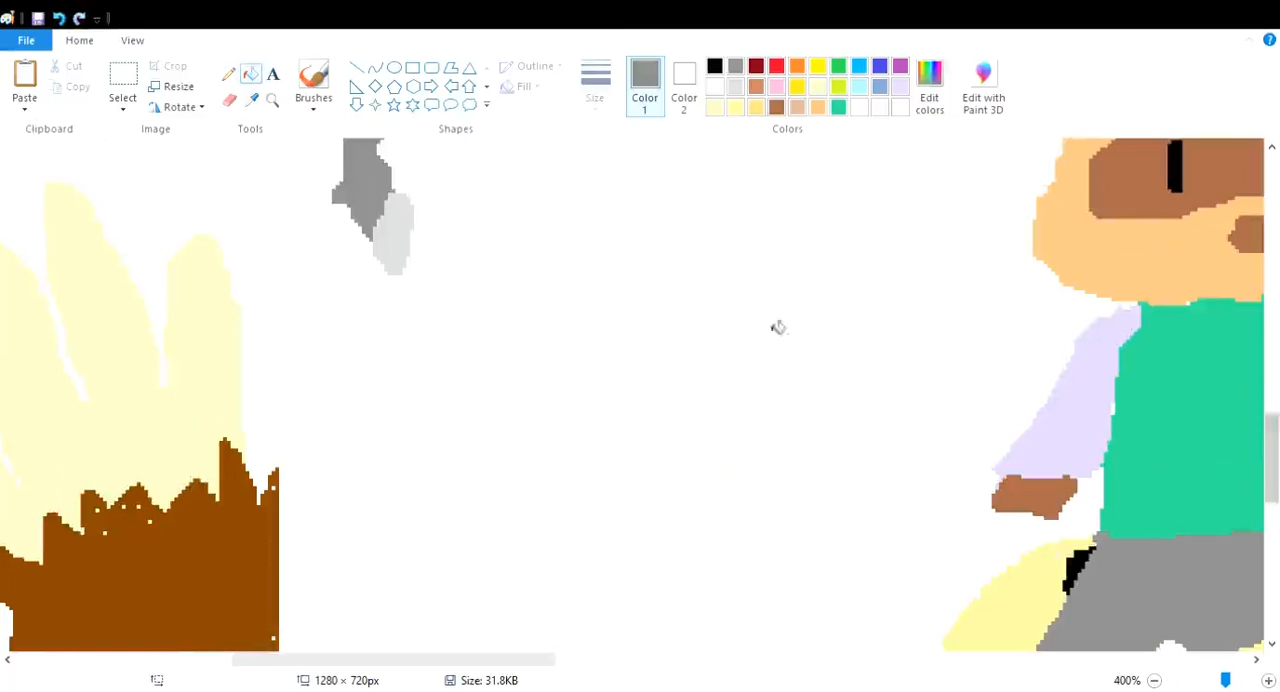 File Home View
Paste Cut Copy
Select Crop Resize Rotate
Brushes
Outline Fill
Size
Color 1 Color 2
Edit colors Edit with Paint 3D
Clipboard Image Tools Shapes Colors
1280 × 720px Size: 31.8KB 400%